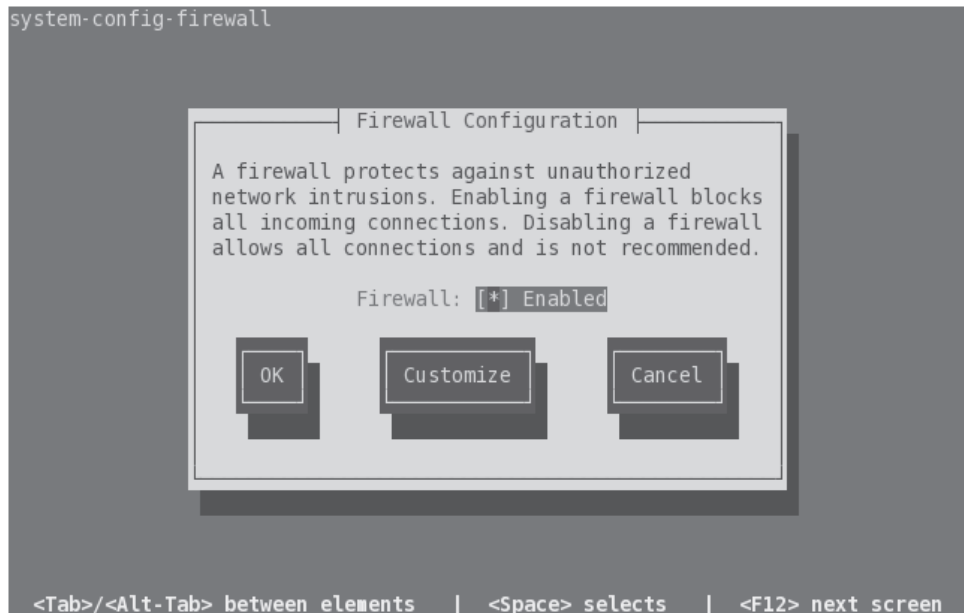 system-config-firewall
Firewall Configuration
A firewall protects against unauthorized
network intrusions. Enabling a firewall blocks
all incoming connections. Disabling a firewall
allows all connections and is not recommended.
Firewall: [*] Enabled
OK Customize Cancel
<Tab>/<Alt-Tab> between elements | <Space> selects | <F12> next screen